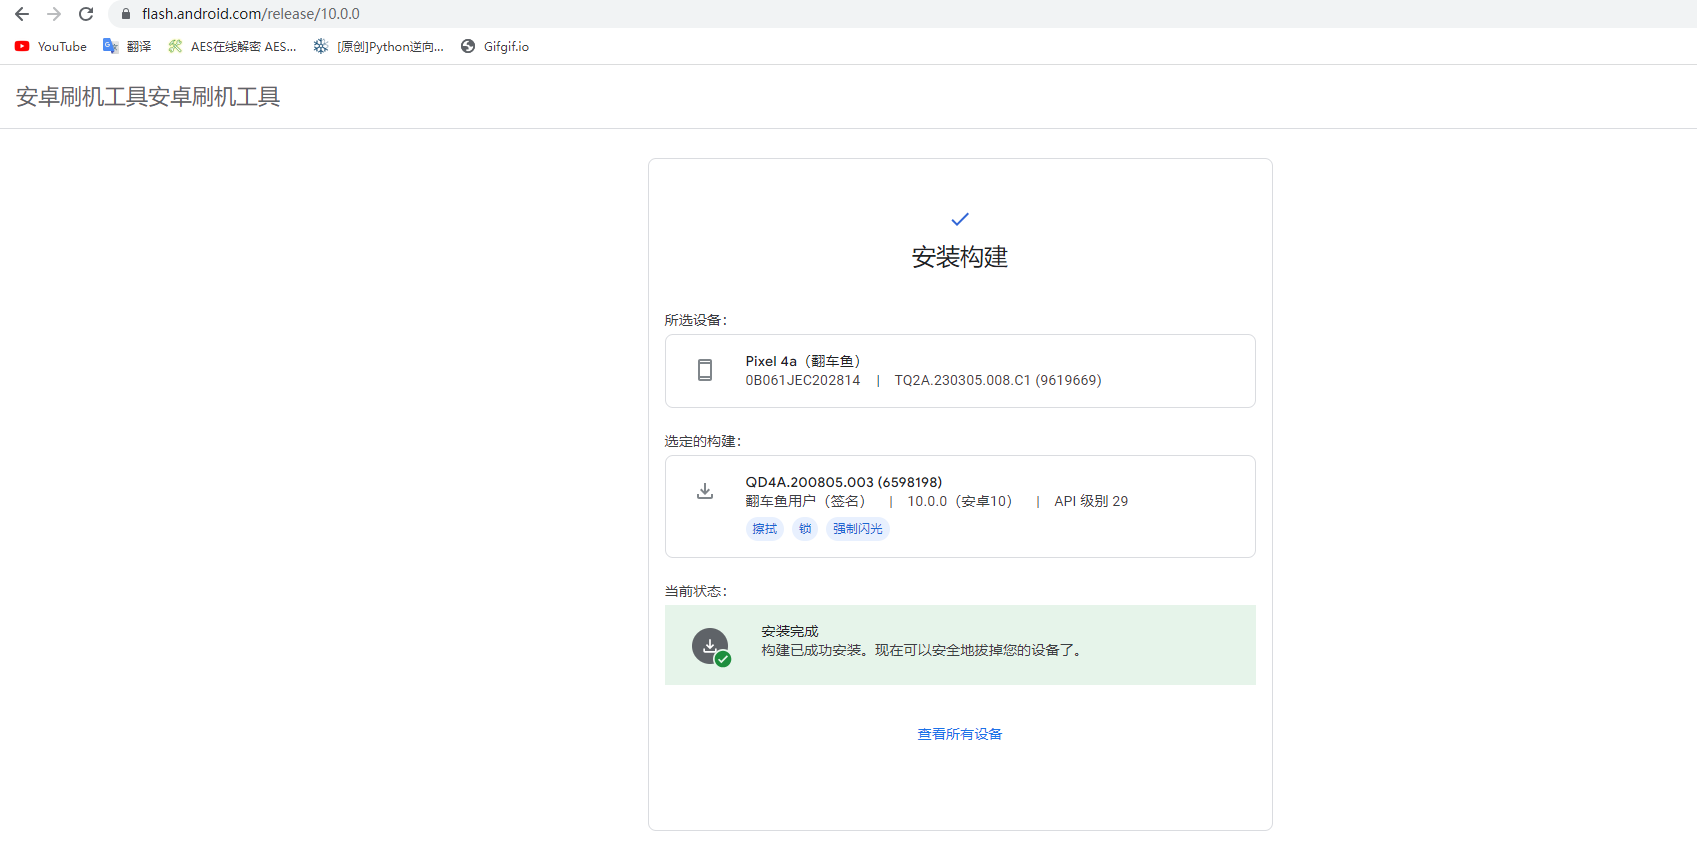 flash.android.com/release/10.0.0
YouTube 翻译 AES在线解密 AES... [原创]Python逆向... Gifgif.io
安卓刷机工具安卓刷机工具
安装构建
所选设备：
Pixel 4a（翻车鱼）
0B061JEC202814 | TQ2A.230305.008.C1 (9619669)
选定的构建：
QD4A.200805.003 (6598198)
翻车鱼用户（签名） | 10.0.0（安卓10） | API 级别 29
擦拭 锁 强制闪光
当前状态：
安装完成
构建已成功安装。现在可以安全地拔掉您的设备了。
查看所有设备